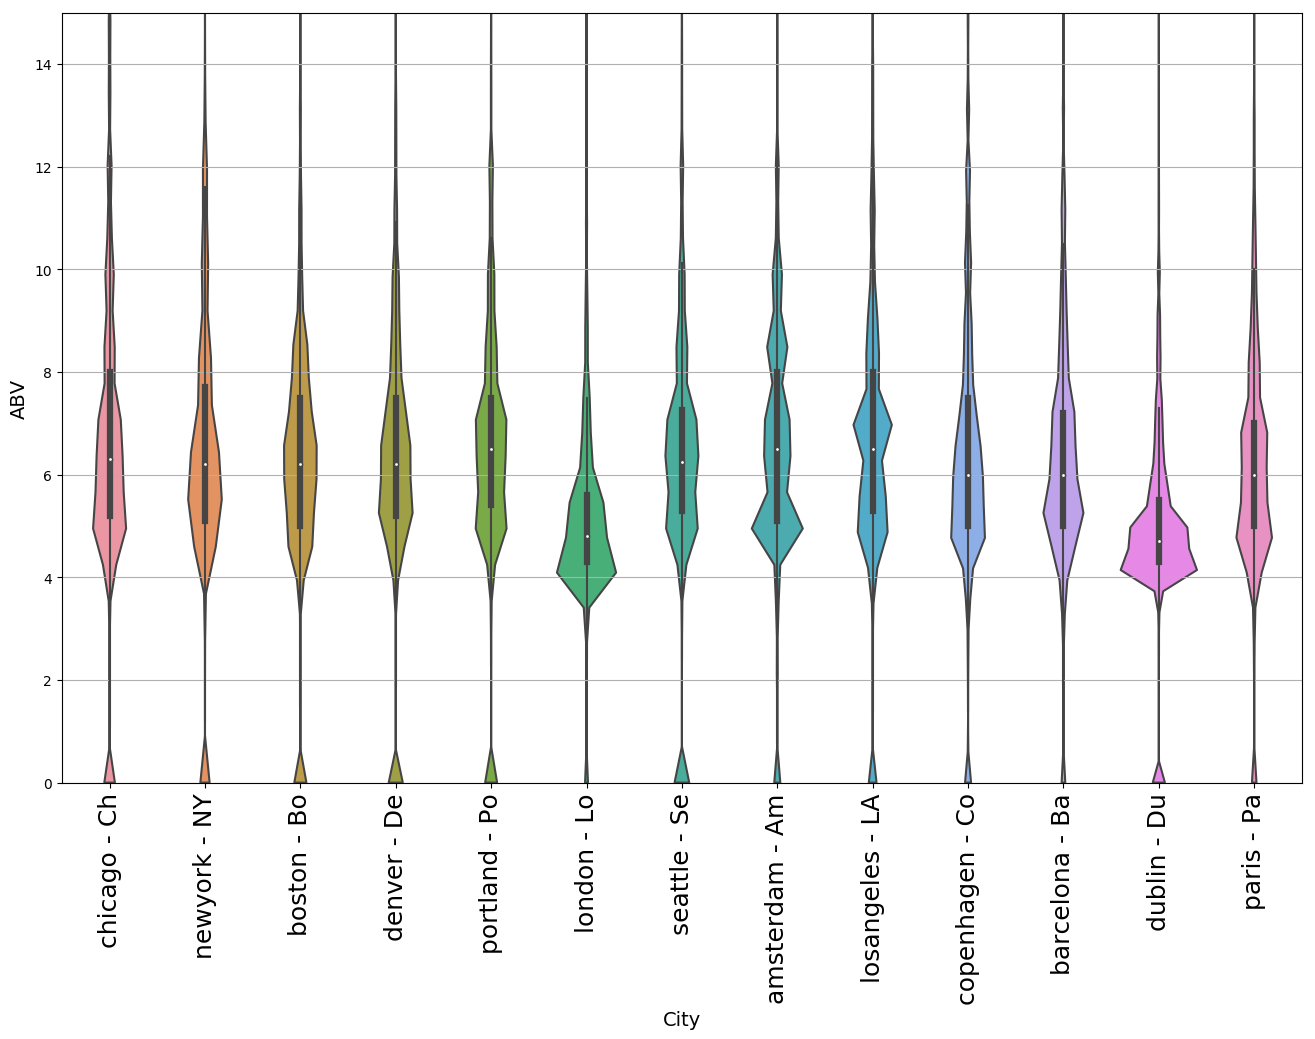 14
12
10
8
6
4
2
0
ABV
chicago - Ch
newyork - NY
boston - Bo
denver - De
portland - Po
london - Lo
seattle - Se
amsterdam - Am
losangeles - LA
copenhagen - Co
barcelona - Ba
dublin - Du
paris - Pa
City